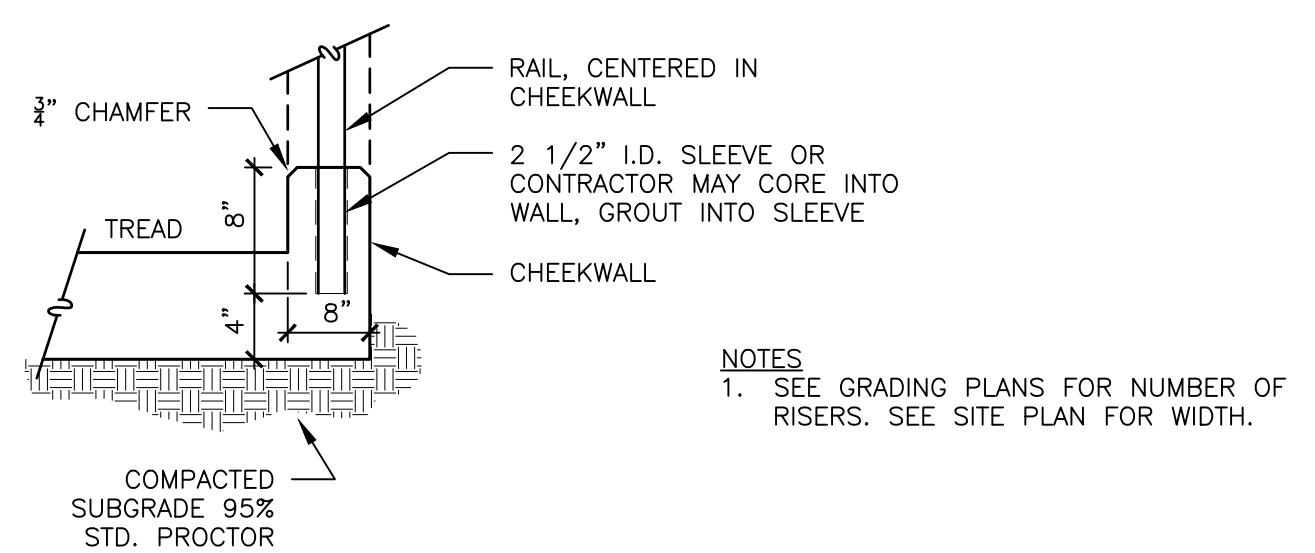 RAIL, CENTERED IN
CHEEKWALL
3/4" CHAMFER
2 1/2" I.D. SLEEVE OR
CONTRACTOR MAY CORE INTO
WALL, GROUT INTO SLEEVE
8"
TREAD
CHEEKWALL
4"
8"
NOTES
1. SEE GRADING PLANS FOR NUMBER OF
RISERS. SEE SITE PLAN FOR WIDTH.
COMPACTED
SUBGRADE 95%
STD. PROCTOR